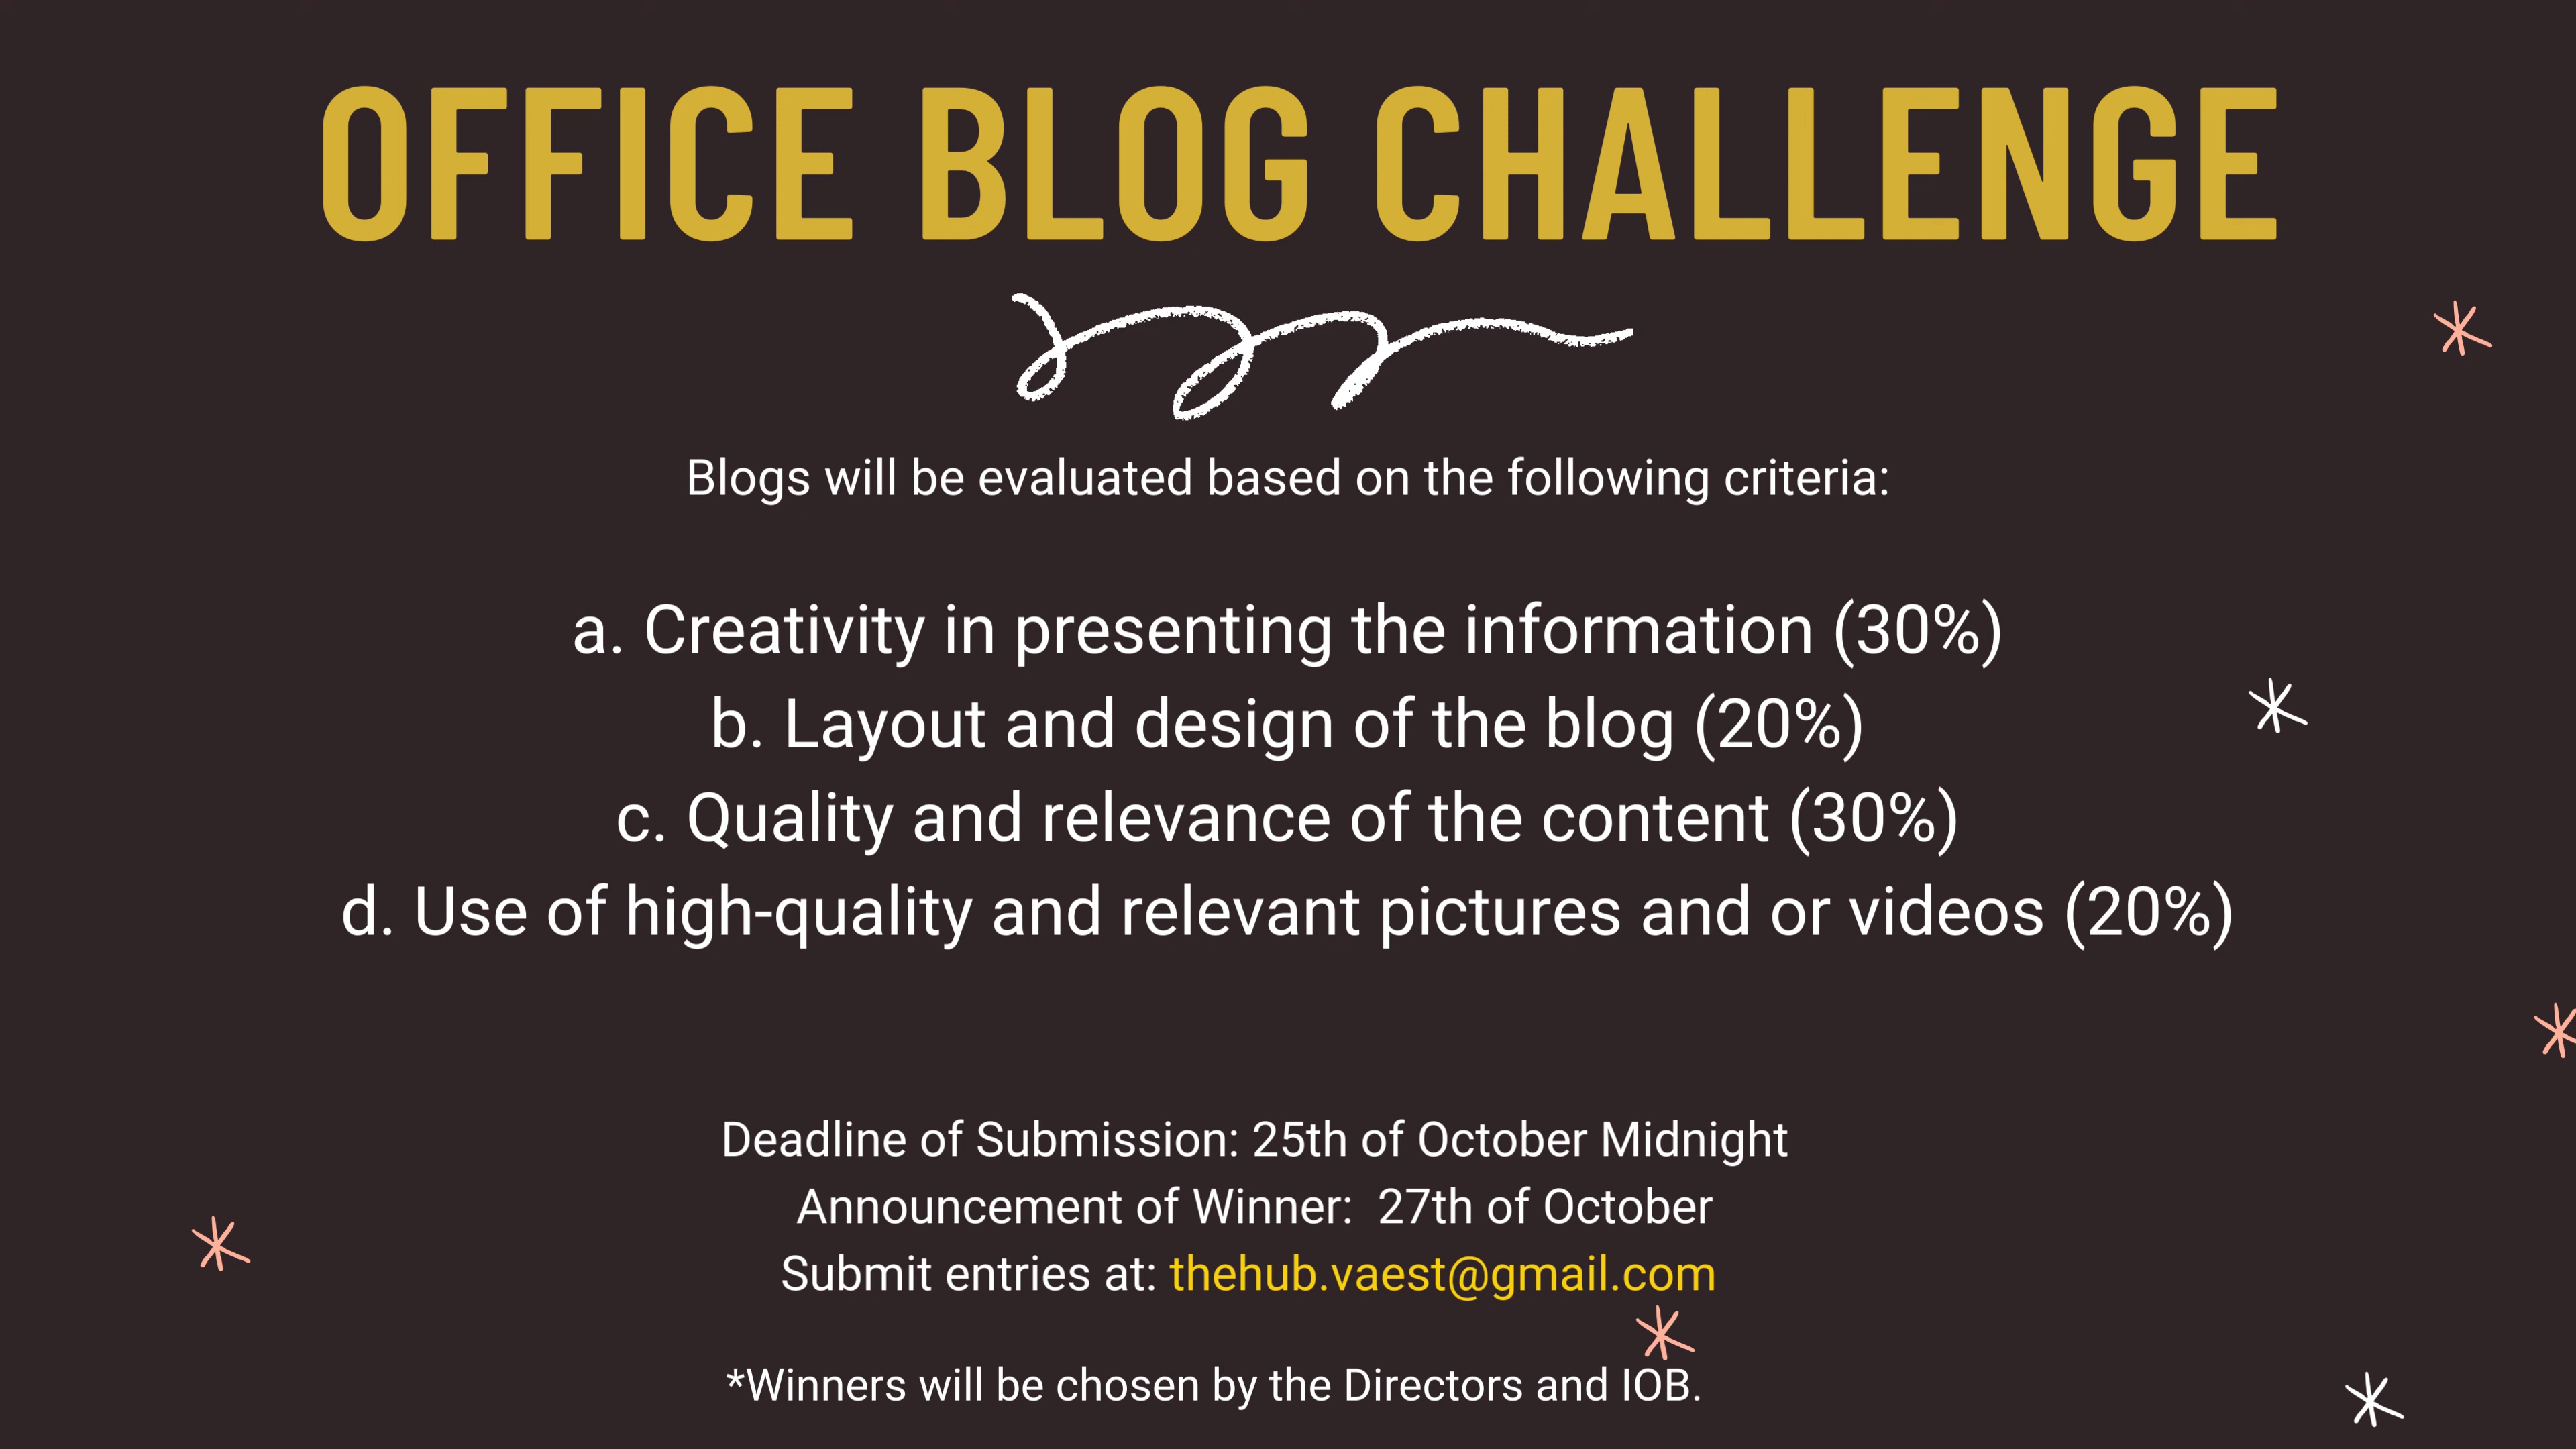 OFFICE BLOG CHALLENGE
Blogs will be evaluated based on the following criteria:
a. Creativity in presenting the information (30%)
b. Layout and design of the blog (20%)
c. Quality and relevance of the content (30%)
d. Use of high-quality and relevant pictures and or videos (20%)
Deadline of Submission: 25th of October Midnight
Announcement of Winner:  27th of October
Submit entries at: thehub.vaest@gmail.com
*Winners will be chosen by the Directors and IOB.